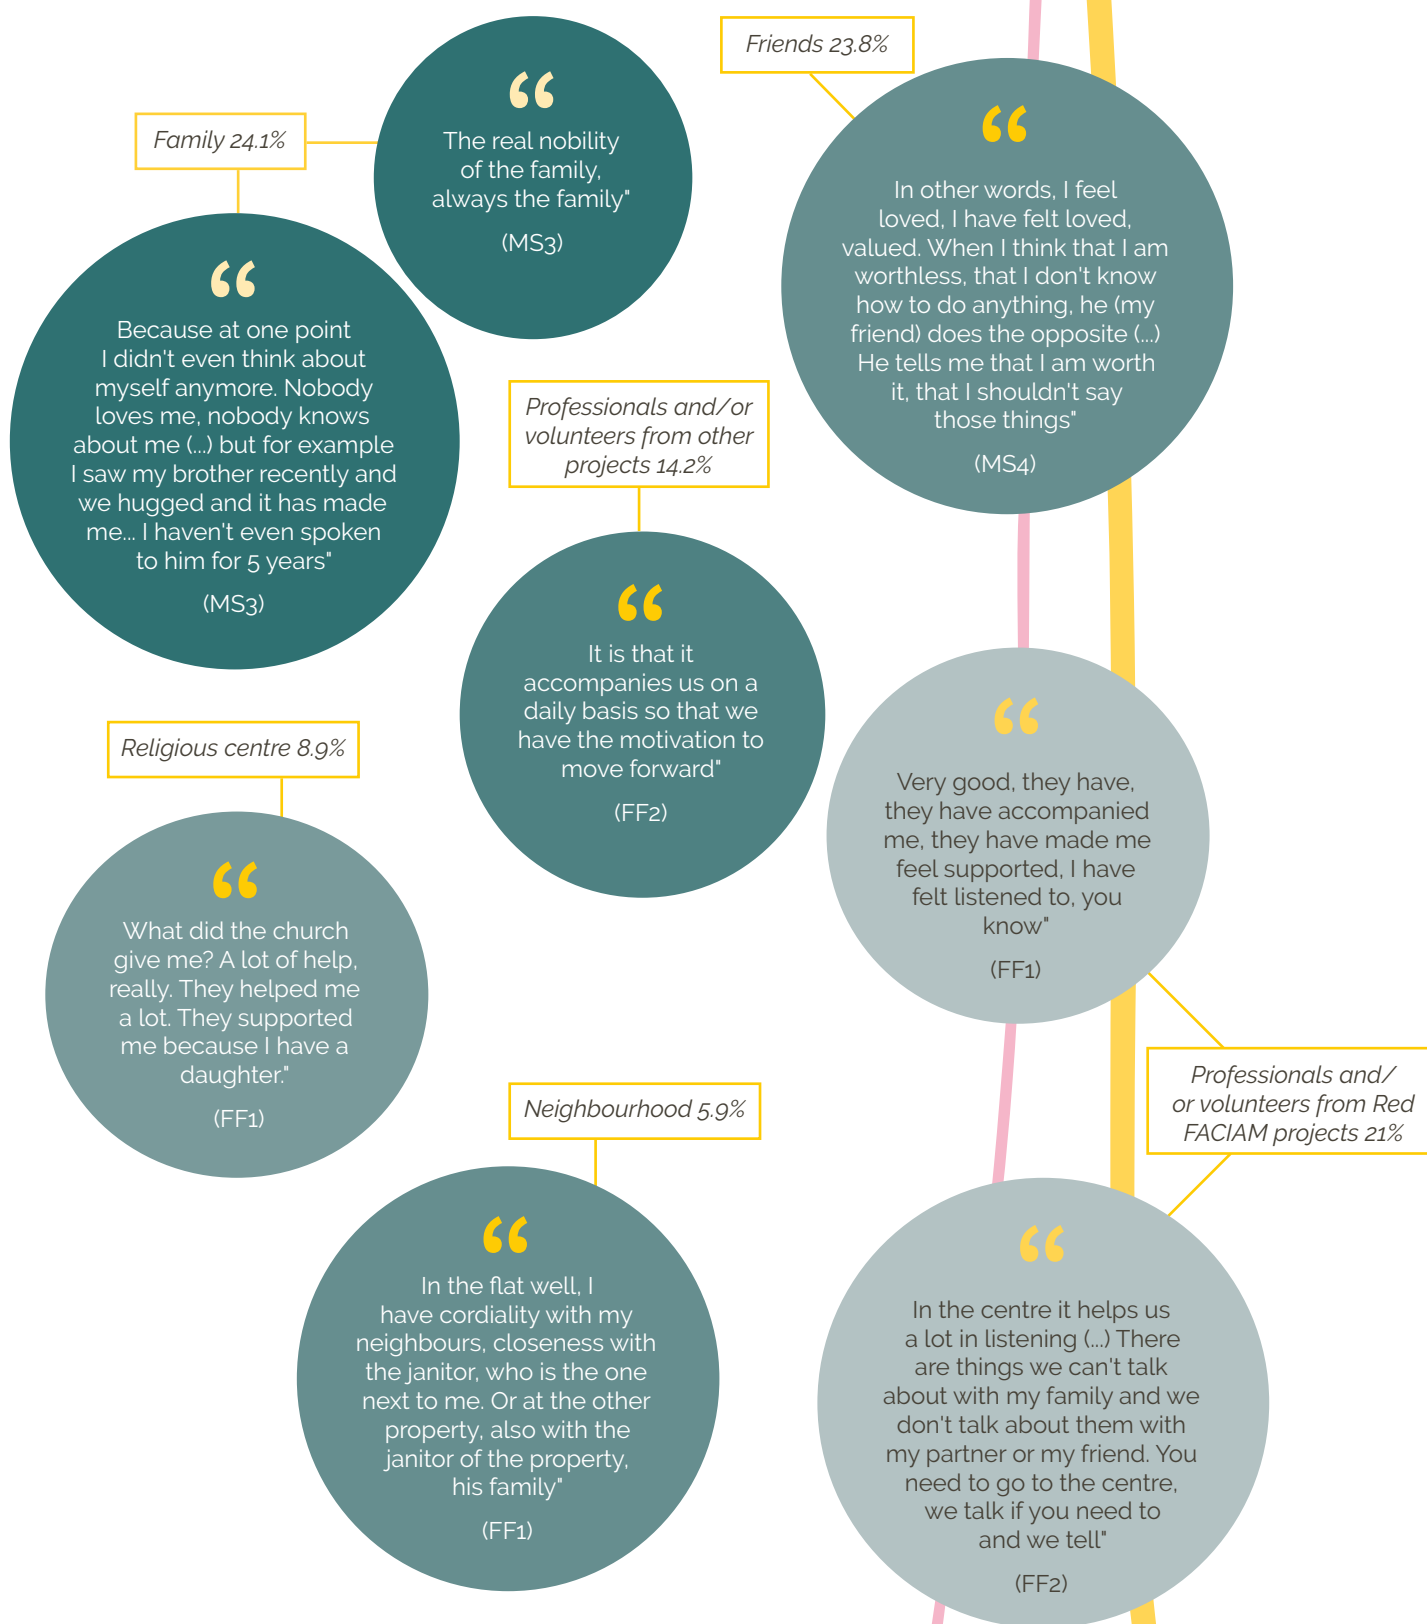 Friends 23.8%
Family 24.1%
“
The real nobility
of the family,
always the family"
(MS3)
“
In other words, I feel
loved, I have felt loved,
valued. When I think that I am
worthless, that I don't know
how to do anything, he (my
friend) does the opposite (...)
He tells me that I am worth
it, that I shouldn't say
those things"
(MS4)
“
Because at one point
I didn't even think about
myself anymore. Nobody
loves me, nobody knows
about me (...) but for example
I saw my brother recently and
we hugged and it has made
me... I haven't even spoken
to him for 5 years"
(MS3)
Professionals and/or
volunteers from other
projects 14.2%
“
It is that it
accompanies us on a
daily basis so that we
have the motivation to
move forward"
(FF2)
“
Very good, they have,
they have accompanied
me, they have made me
feel supported, I have
felt listened to, you
know"
(FF1)
Religious centre 8.9%
“
What did the church
give me? A lot of help,
really. They helped me
a lot. They supported
me because I have a
daughter."
(FF1)
Professionals and/
or volunteers from Red
FACIAM projects 21%
Neighbourhood 5.9%
“
In the flat well, I
have cordiality with my
neighbours, closeness with
the janitor, who is the one
next to me. Or at the other
property, also with the
janitor of the property,
his family"
(FF1)
“
In the centre it helps us
a lot in listening (...) There
are things we can't talk
about with my family and we
don't talk about them with
my partner or my friend. You
need to go to the centre,
we talk if you need to
and we tell"
(FF2)